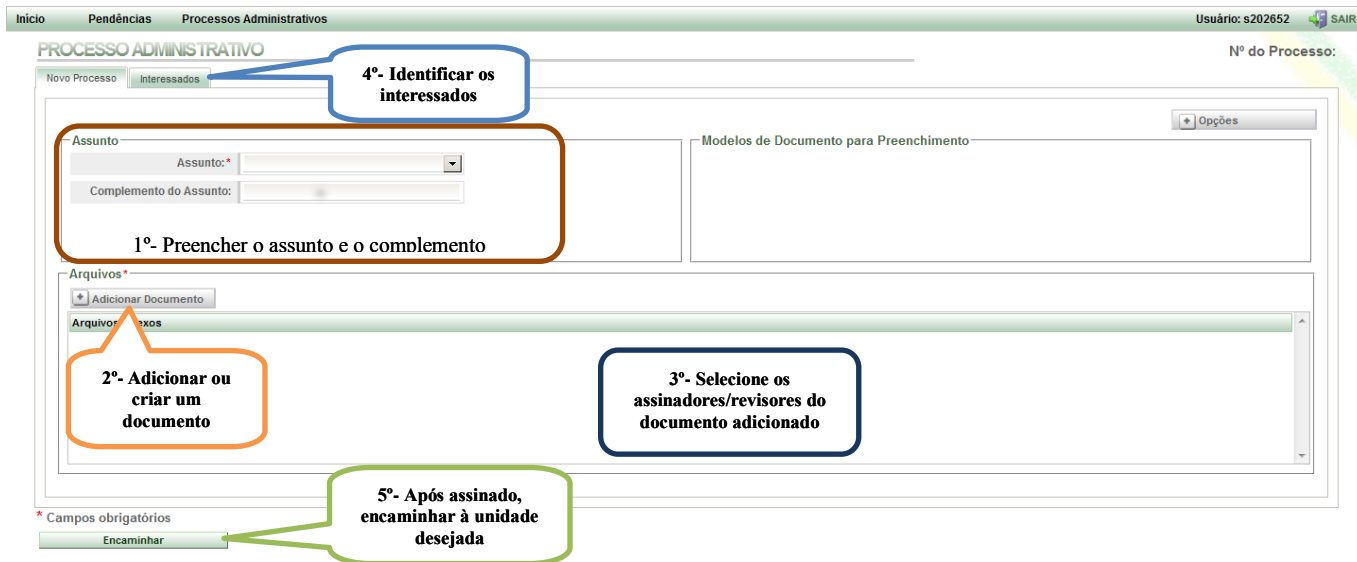 Início Pendências Processos Administrativos Usuário: s202652 SAIR
PROCESSO ADMINISTRATIVO
Nº do Processo:
Novo Processo Interessados
4º- Identificar os
interessados
+ Opções
Assunto
Assunto:*
Complemento do Assunto:
1º- Preencher o assunto e o complemento
Modelos de Documento para Preenchimento
Arquivos*
+ Adicionar Documento
2º- Adicionar ou
criar um
documento
3º- Selecione os
assinadores/revisores do
documento adicionado
* Campos obrigatórios
Encaminhar
5º- Após assinado,
encaminhar à unidade
desejada